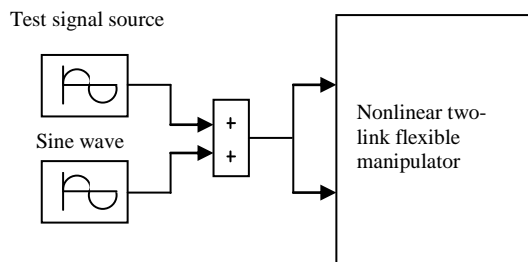 Test signal source
Sine wave
+
+
Nonlinear two-
link flexible
manipulator